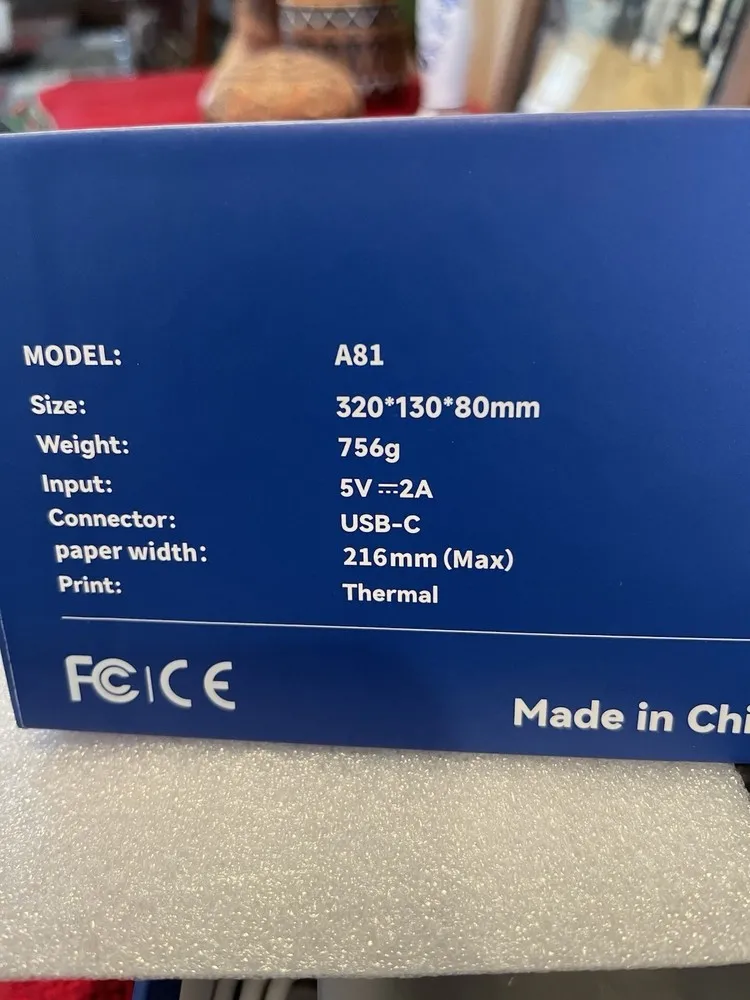 MODEL: A81
Size: 320*130*80mm
Weight: 756g
Input: 5V⎓2A
Connector: USB-C
paper width: 216mm (Max)
Print: Thermal
FC CE
Made in Chi